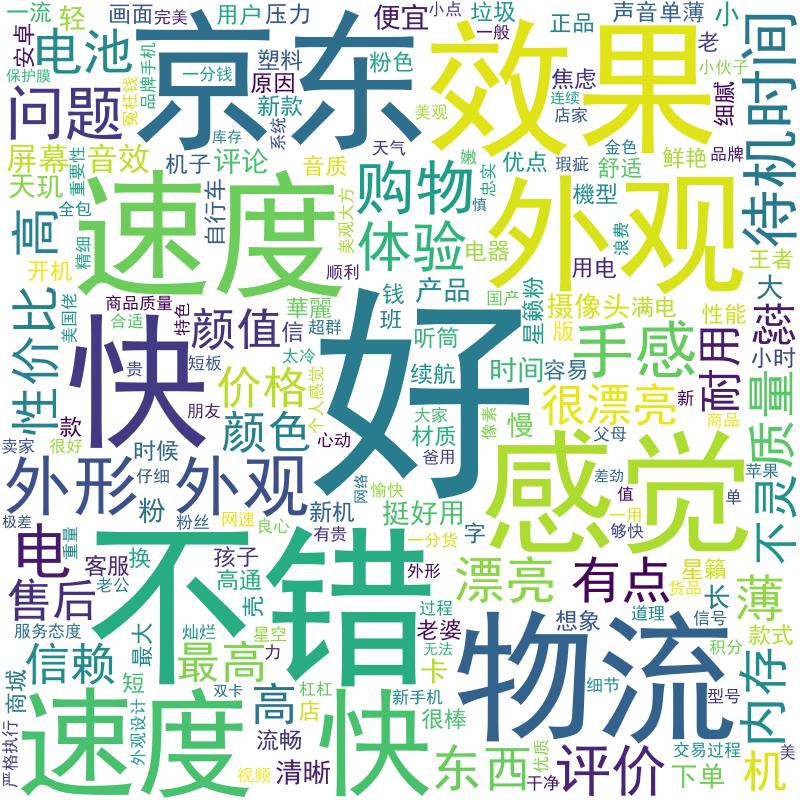 一流
轻
画面
完美
用户
压力
便宜
小点
垃圾
一般
正品
声音单薄
小
老
安卓
电池
保护膜
品牌手机
冤枉钱
一分钱
塑料
粉色
原因
新款
京东
效果
焦虑
小伙子
连续
店家
细腻
待机时间
问题
库存
系统
美观
天气
金色
品牌
屏幕
音效
机子
评论
音质
嫩
优点
瑕疵
舒适
鲜艳
天玑
重要性
全包
自行车
速度
购物
忠实
慎
機型
外观
高
精细
美观大方
体验
电器
浪费
开机
顺利
用电
王者
商品质量
华麗
钱
产品
国产
星籁粉
摄像头
满电
大
性价比
美国佬
合适
特色
颜值
信
超群
班
版
性能
听筒
手感
耐用
小时
快
短板
太冷
好
贵
价格
个人感觉
续航
时间
容易
很漂亮
新
款
朋友
颜色
心动
大家
材质
像素
慢
父母
商品
质量
卖家
很好
时候
外形
外观
爸用
感觉
差劲
值
单
苹果
不灵
仔细
网络
愉快
粉
新机
挺好用
一用
极差
粉丝
网速
良心
有贵
字
够快
电
重量
客服
换
孩子
不错
一分货
星籟
货品
老公
高通
外形
漂亮
有点
长
售后
壳
过程
想象
道理
信号
薄
服务态度
灿烂
星空
老婆
物流
积分
款式
信赖
最大
最高
力
无法
卡
内存
商城
短
双卡
杠杠
新手机
细节
型号
严格执行
外观设计
速度
高
店
快
很棒
流畅
优质
交易过程
美
视频
清晰
东西
干净
评价
下单
机